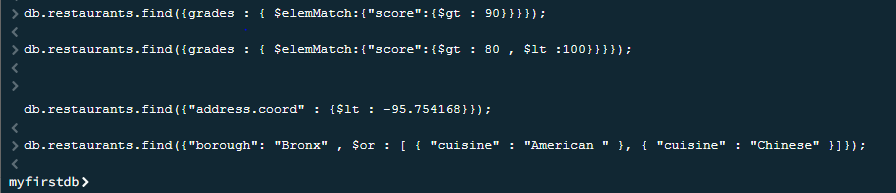 > db.restaurants.find({grades : { $elemMatch:{"score":{$gt : 90}}}});
<
> db.restaurants.find({grades : { $elemMatch:{"score":{$gt : 80 , $lt :100}}}});
<
>
db.restaurants.find({"address.coord" : {$lt : -95.754168}});
<
> db.restaurants.find({"borough": "Bronx" , $or : [ { "cuisine" : "American " }, { "cuisine" : "Chinese" }]});
<
myfirstdb>